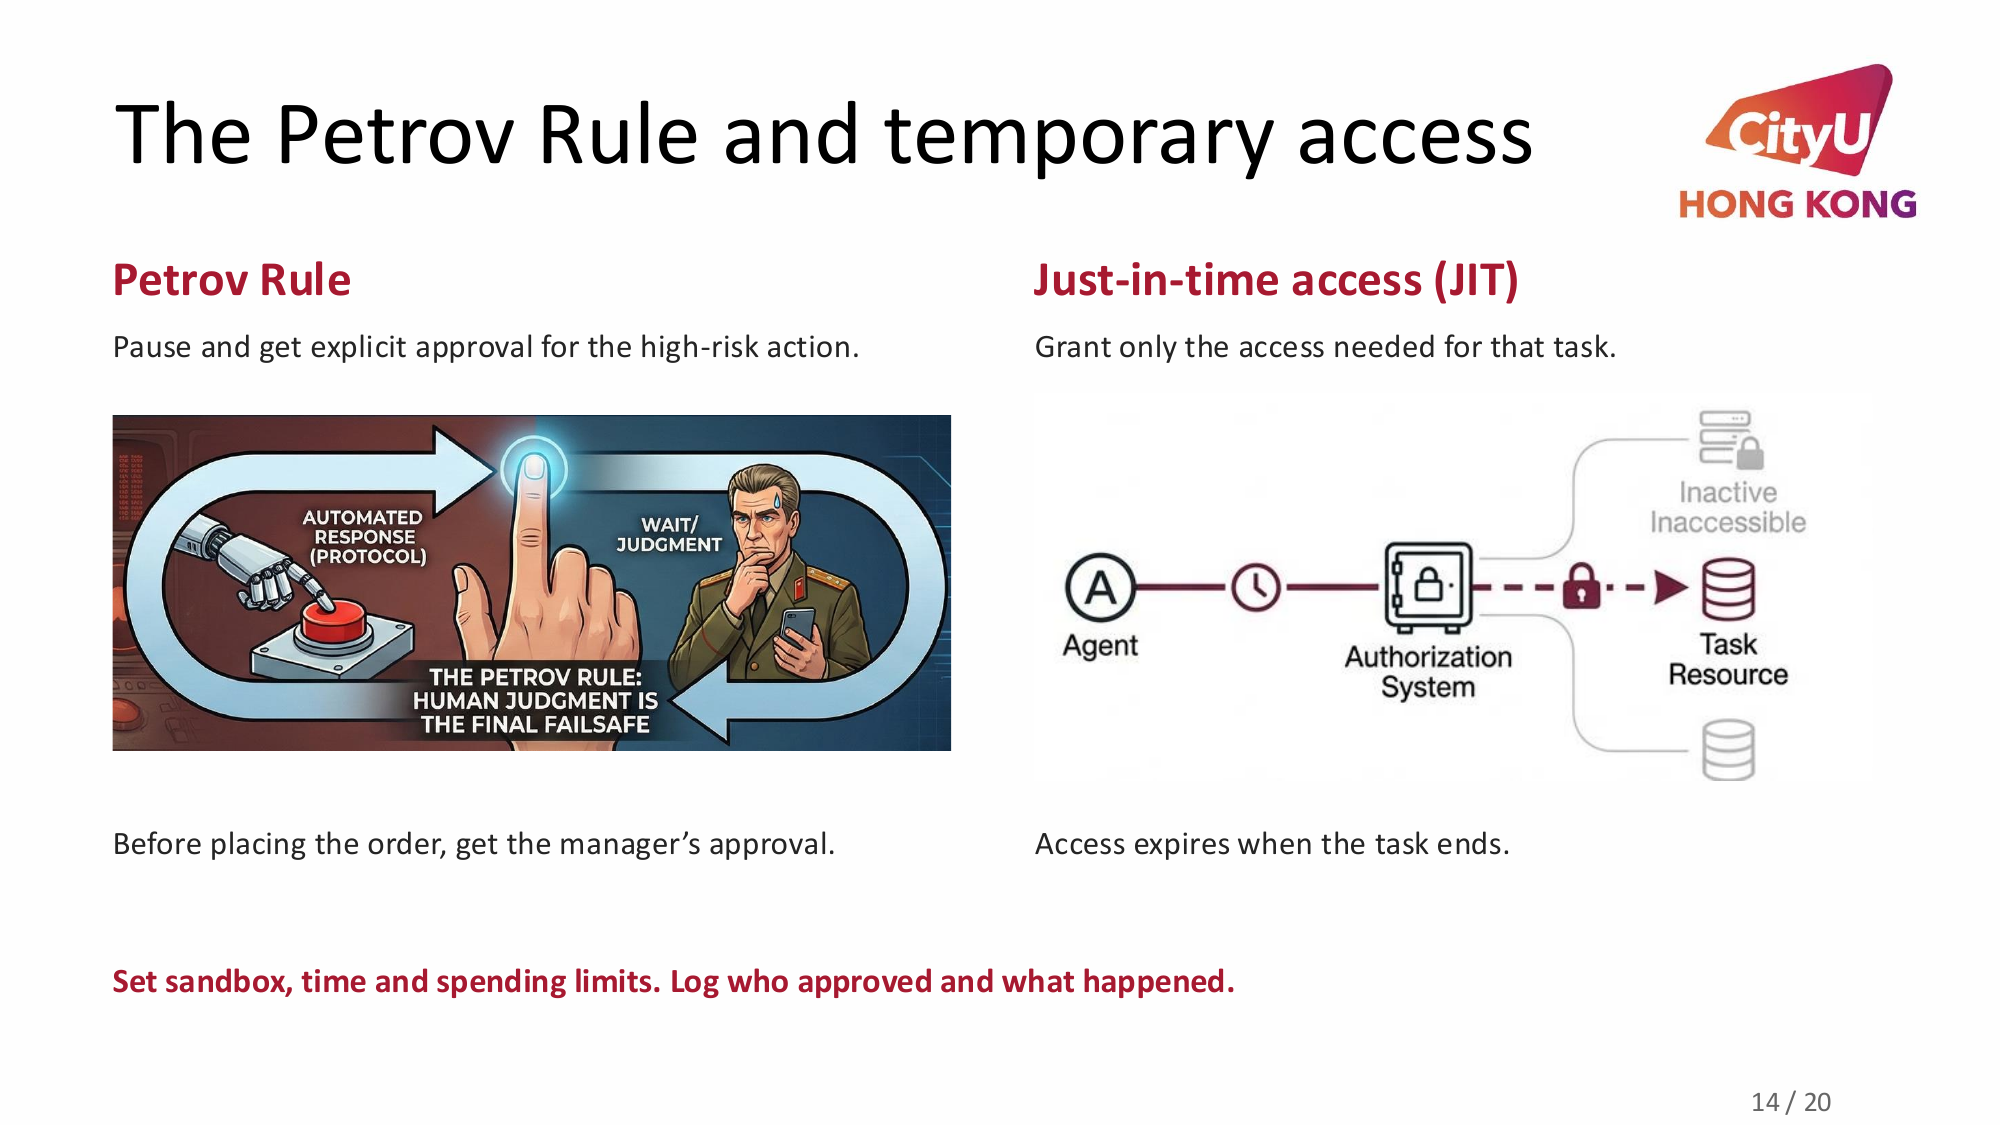 The Petrov Rule and temporary access
CityU
HONG KONG
Petrov Rule
Pause and get explicit approval for the high-risk action.
AUTOMATED
RESPONSE
(PROTOCOL)
WAIT/
JUDGMENT
THE PETROV RULE:
HUMAN JUDGMENT IS
THE FINAL FAILSAFE
Before placing the order, get the manager’s approval.
Just-in-time access (JIT)
Grant only the access needed for that task.
Inactive
Inaccessible
A
Agent
Authorization
System
Task
Resource
Access expires when the task ends.
Set sandbox, time and spending limits. Log who approved and what happened.
14 / 20